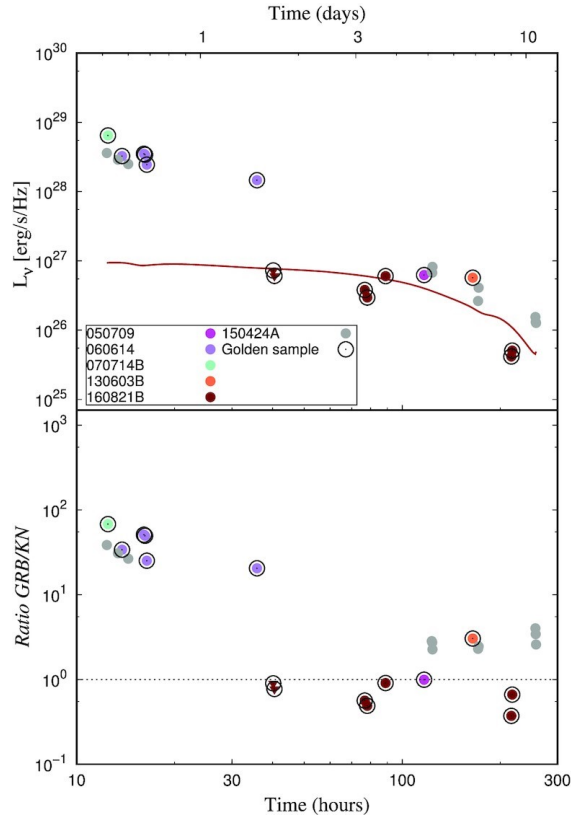 Time (days)
1 3 10
10^30
10^29
10^28
10^27
10^26
10^25
L_ν [erg/s/Hz]
050709 150424A
060614 Golden sample
070714B
130603B
160821B
10^3
10^2
10^1
10^0
10^-1
Ratio GRB/KN
10 30 100 300
Time (hours)